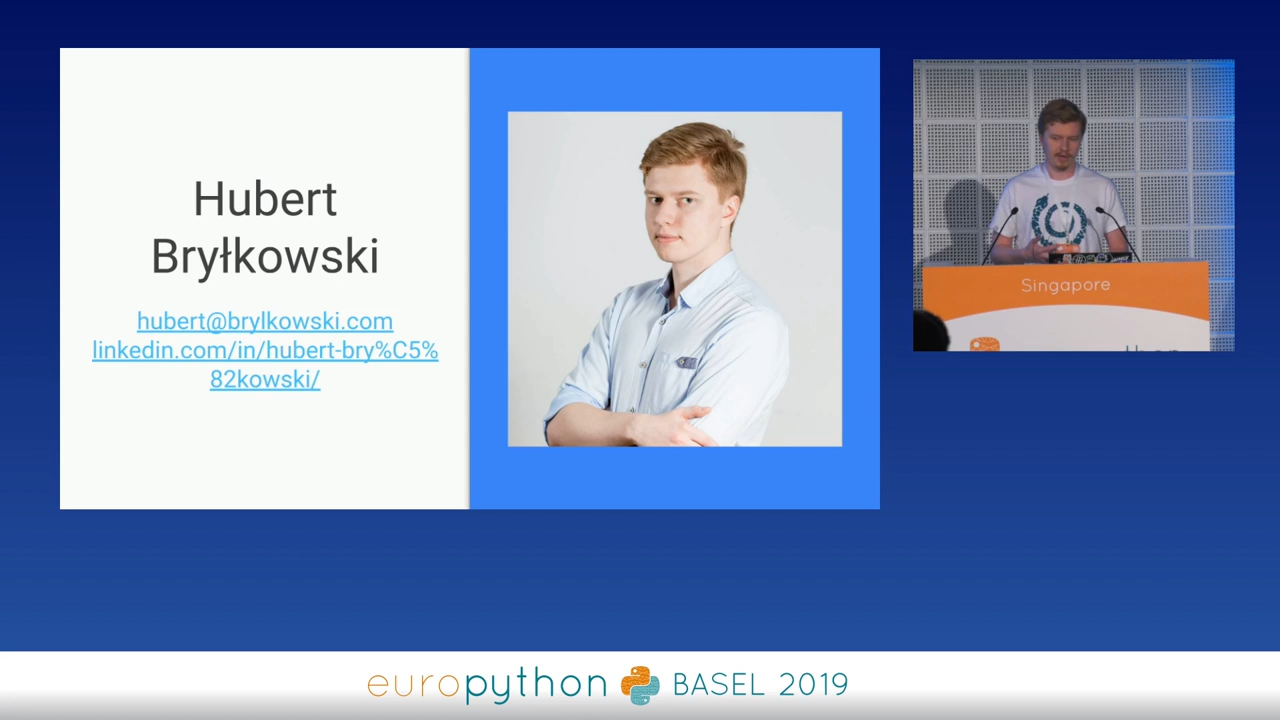 Hubert
Bryłkowski
hubert@brylkowski.com
linkedin.com/in/hubert-bry%C5%
82kowski/
Singapore
europython BASEL 2019